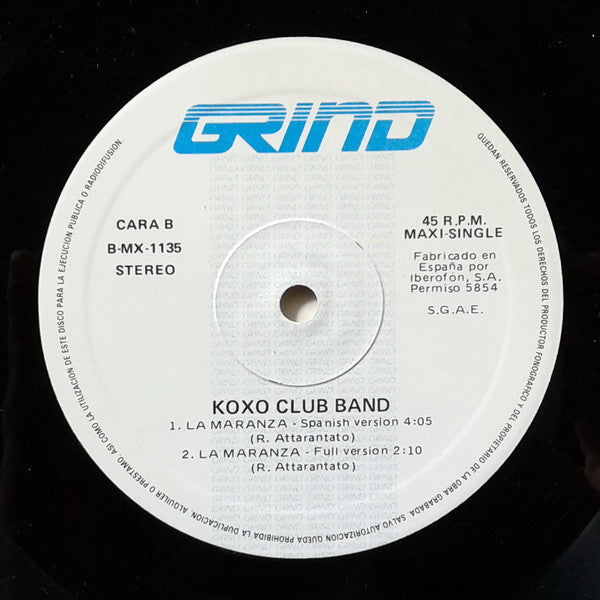 GRIND
CARA B
B-MX-1135
STEREO
45 R.P.M.
MAXI-SINGLE
Fabricado en
España por
Iberofón, S.A.
Permiso 5854
S.G.A.E.
KOXO CLUB BAND
1. LA MARANZA - Spanish version 4:05
(R. Attarantato)
2. LA MARANZA - Full version 2:10
(R. Attarantato)
QUEDAN RESERVADOS TODOS LOS DERECHOS DEL PRODUCTOR FONOGRAFICO Y DEL PROPIETARIO DE LA OBRA GRABADA. SALVO AUTORIZACION QUEDA PROHIBIDA LA DUPLICACION, ALQUILER O PRESTAMO, ASI COMO LA UTILIZACION DE ESTE DISCO PARA LA EJECUCION PUBLICA O RADIODIFUSION